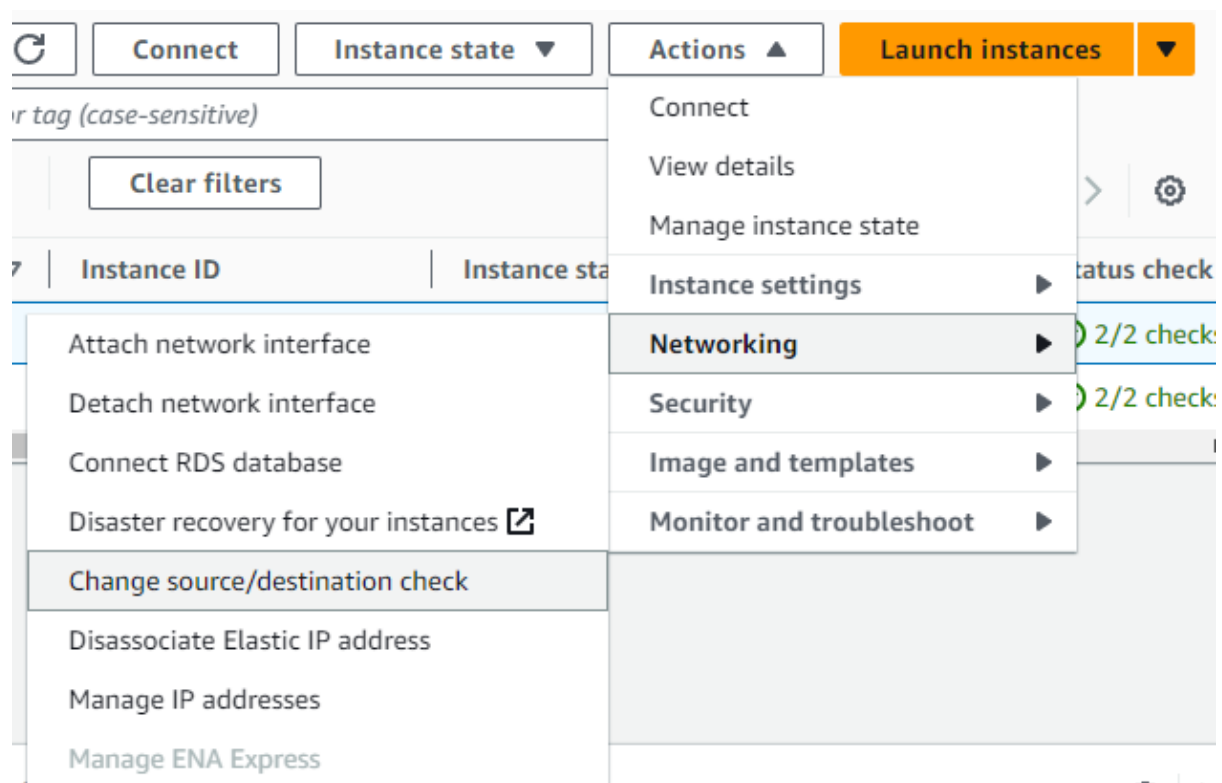 Connect
Instance state
Actions
Launch instances
or tag (case-sensitive)
Clear filters
Instance ID
Instance sta
tatus check
2/2 checks
2/2 checks
Connect
View details
Manage instance state
Instance settings
Networking
Security
Image and templates
Monitor and troubleshoot
Attach network interface
Detach network interface
Connect RDS database
Disaster recovery for your instances
Change source/destination check
Disassociate Elastic IP address
Manage IP addresses
Manage ENA Express